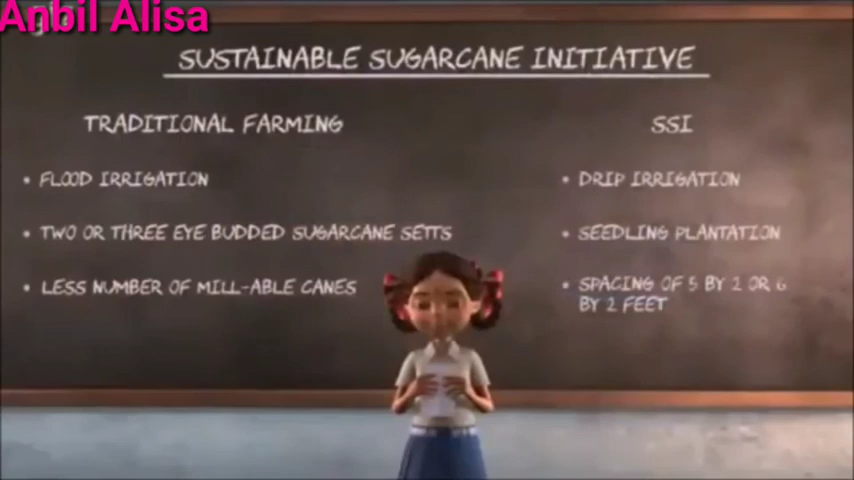 Anbil Alisa
SUSTAINABLE SUGARCANE INITIATIVE
TRADITIONAL FARMING
• FLOOD IRRIGATION
• TWO OR THREE EYE BUDDED SUGARCANE SETTS
• LESS NUMBER OF MILL-ABLE CANES
SSI
• DRIP IRRIGATION
• SEEDLING PLANTATION
• SPACING OF 5 BY 2 OR 6
BY 2 FEET